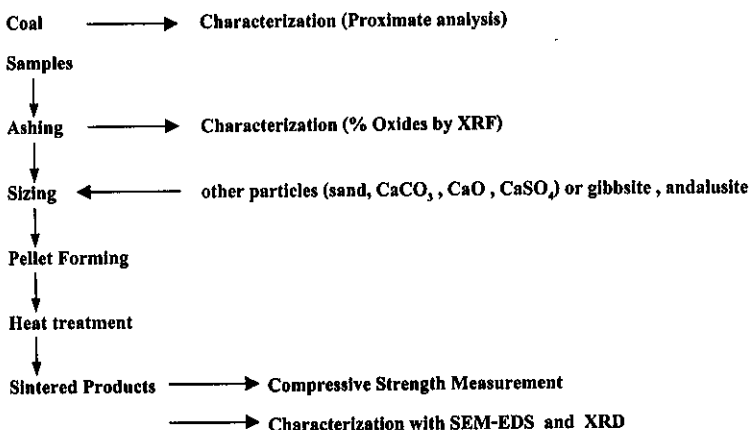 Coal Characterization (Proximate analysis)
Samples
Ashing Characterization (% Oxides by XRF)
Sizing other particles (sand, CaCO₃ , CaO , CaSO₄) or gibbsite , andalusite
Pellet Forming
Heat treatment
Sintered Products Compressive Strength Measurement
Characterization with SEM-EDS and XRD